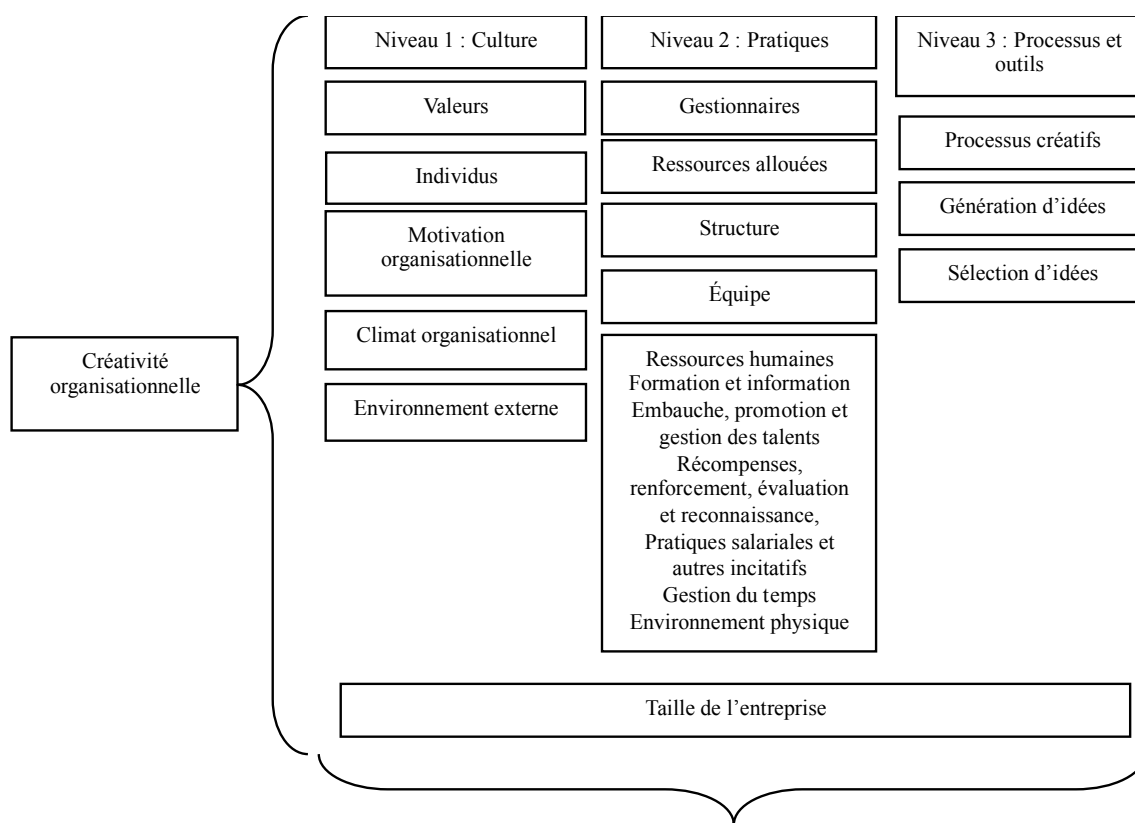 Niveau 1 : Culture
Valeurs
Individus
Motivation
organisationnelle
Climat organisationnel
Environnement externe
Niveau 2 : Pratiques
Gestionnaires
Ressources allouées
Structure
Équipe
Ressources humaines
Formation et information
Embauche, promotion et
gestion des talents
Récompenses,
renforcement, évaluation
et reconnaissance,
Pratiques salariales et
autres incitatifs
Gestion du temps
Environnement physique
Niveau 3 : Processus et
outils
Processus créatifs
Génération d’idées
Sélection d’idées
Créativité
organisationnelle
Taille de l’entreprise